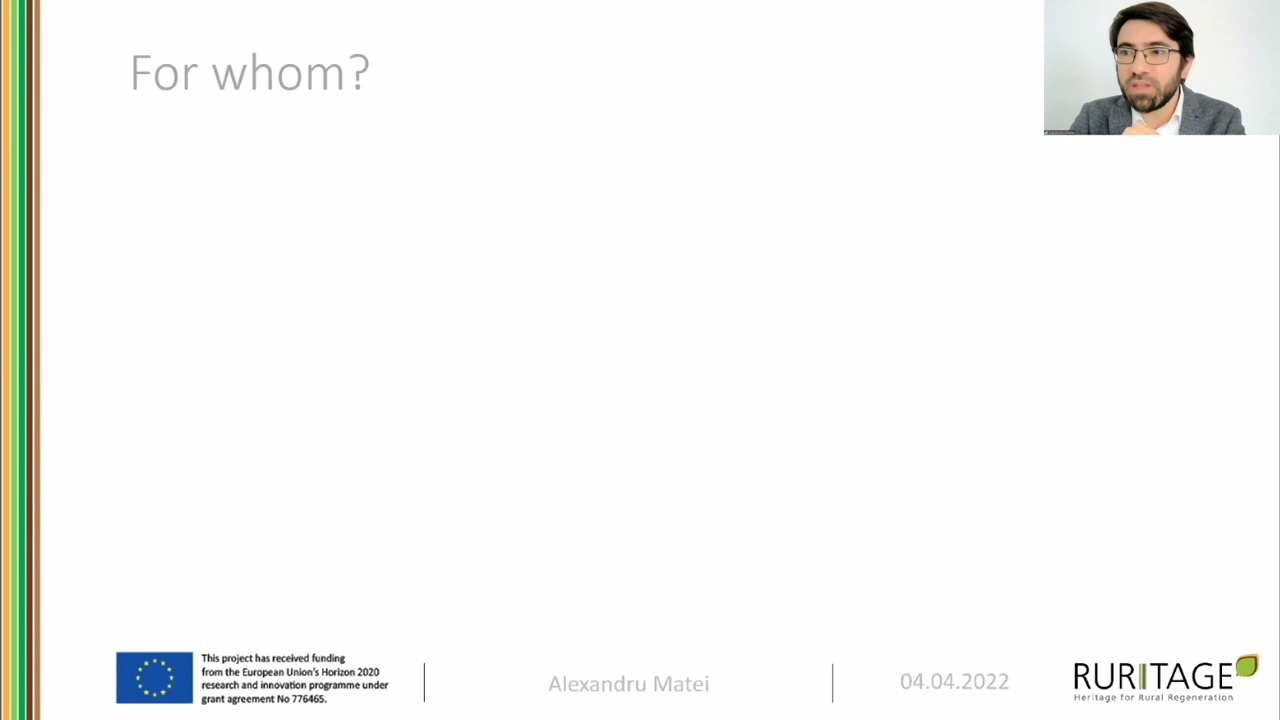 For whom?
This project has received funding
from the European Union's Horizon 2020
research and innovation programme under
grant agreement No 776465.
Alexandru Matei
04.04.2022
RURITAGE
Heritage for Rural Regeneration